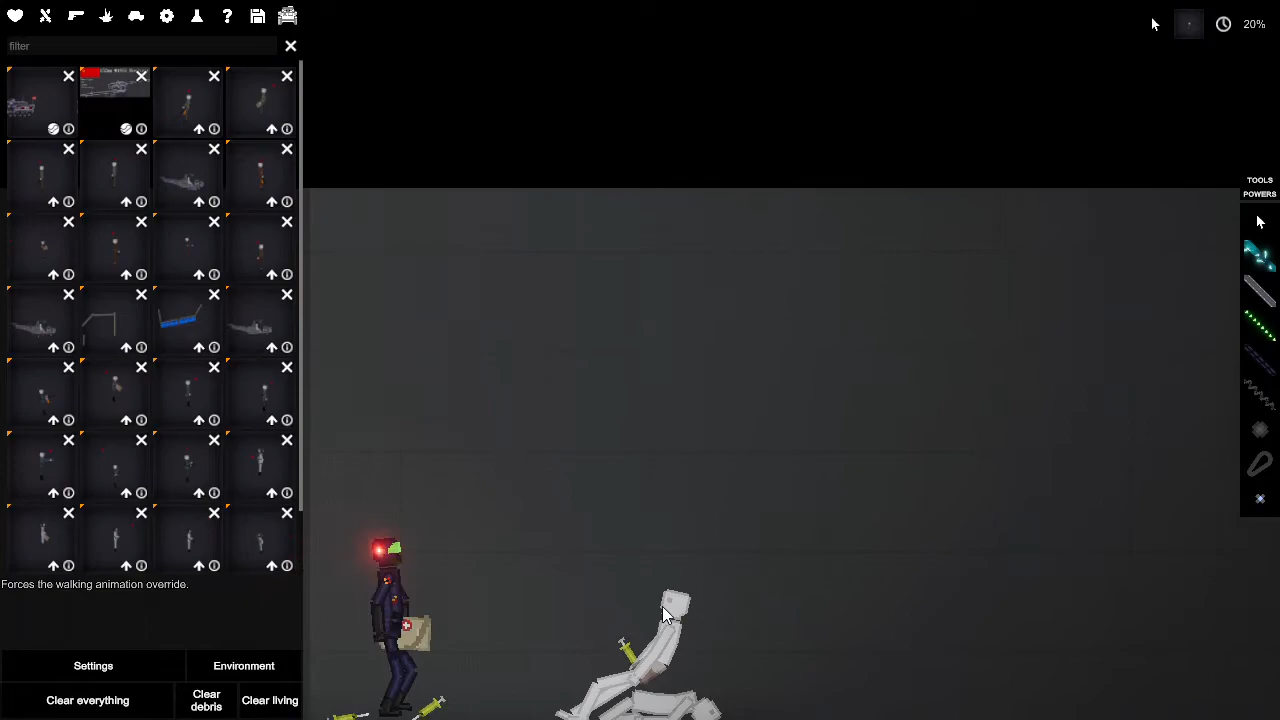 20%
filter
TOOLS
POWERS
Forces the walking animation override.
Settings
Environment
Clear everything
Clear debris
Clear living